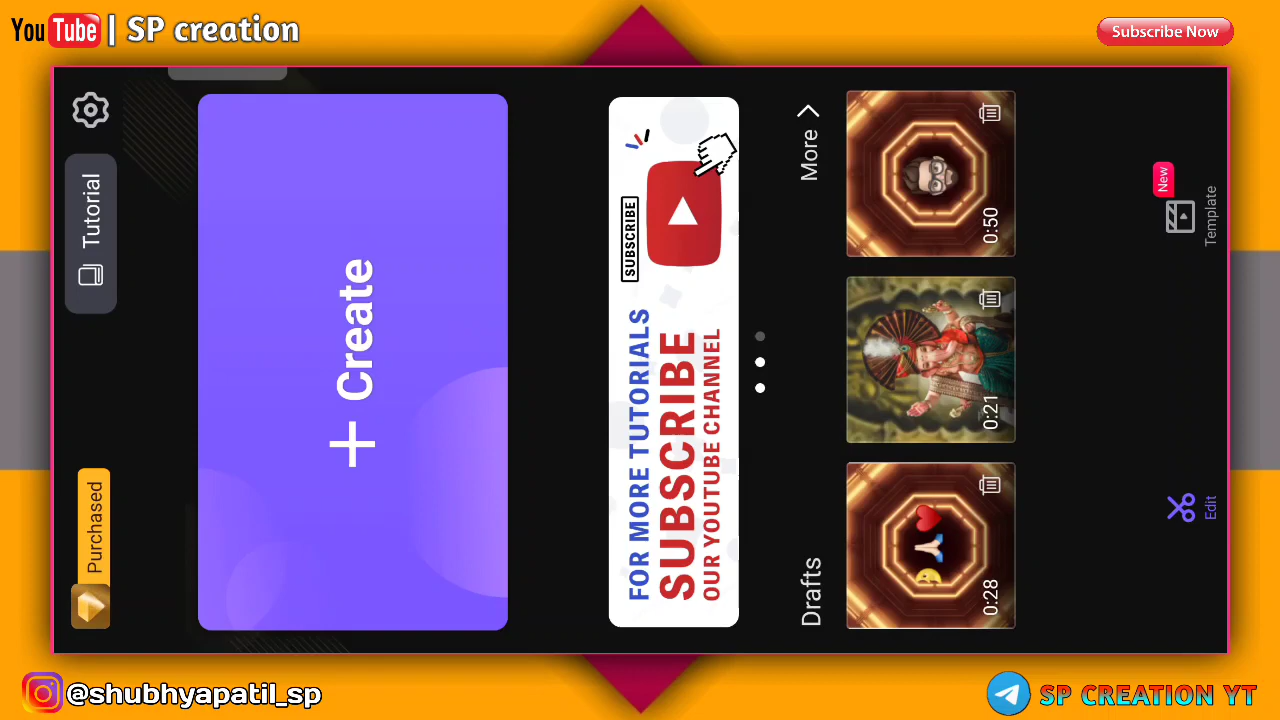 YouTube | SP creation
Subscribe Now
Purchased
Tutorial
+ Create
FOR MORE TUTORIALS
SUBSCRIBE
OUR YOUTUBE CHANNEL
SUBSCRIBE
Drafts
More >
0:28
0:21
0:50
Edit
Template
New
@shubhyapatil_sp
SP CREATION YT